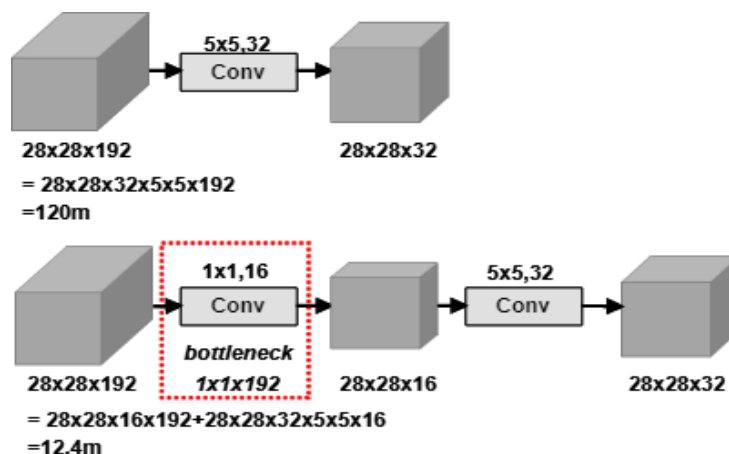 5x5,32
Conv
28x28x192
28x28x32
= 28x28x32x5x5x192
=120m
1x1,16
5x5,32
Conv
Conv
bottleneck
28x28x192
1x1x192
28x28x16
28x28x32
= 28x28x16x192+28x28x32x5x5x16
=12.4m